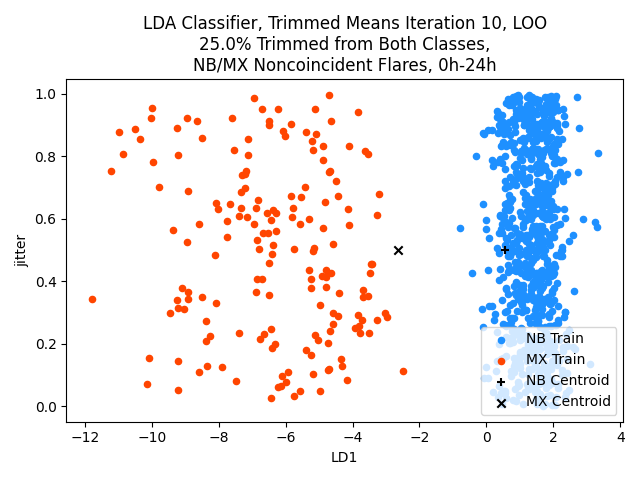 LDA Classifier, Trimmed Means Iteration 10, LOO
25.0% Trimmed from Both Classes,
NB/MX Noncoincident Flares, 0h-24h
1.0
0.8
0.6
0.4
0.2
0.0
jitter
NB Train
MX Train
NB Centroid
MX Centroid
−12
−10
−8
−6
−4
−2
0
2
4
LD1